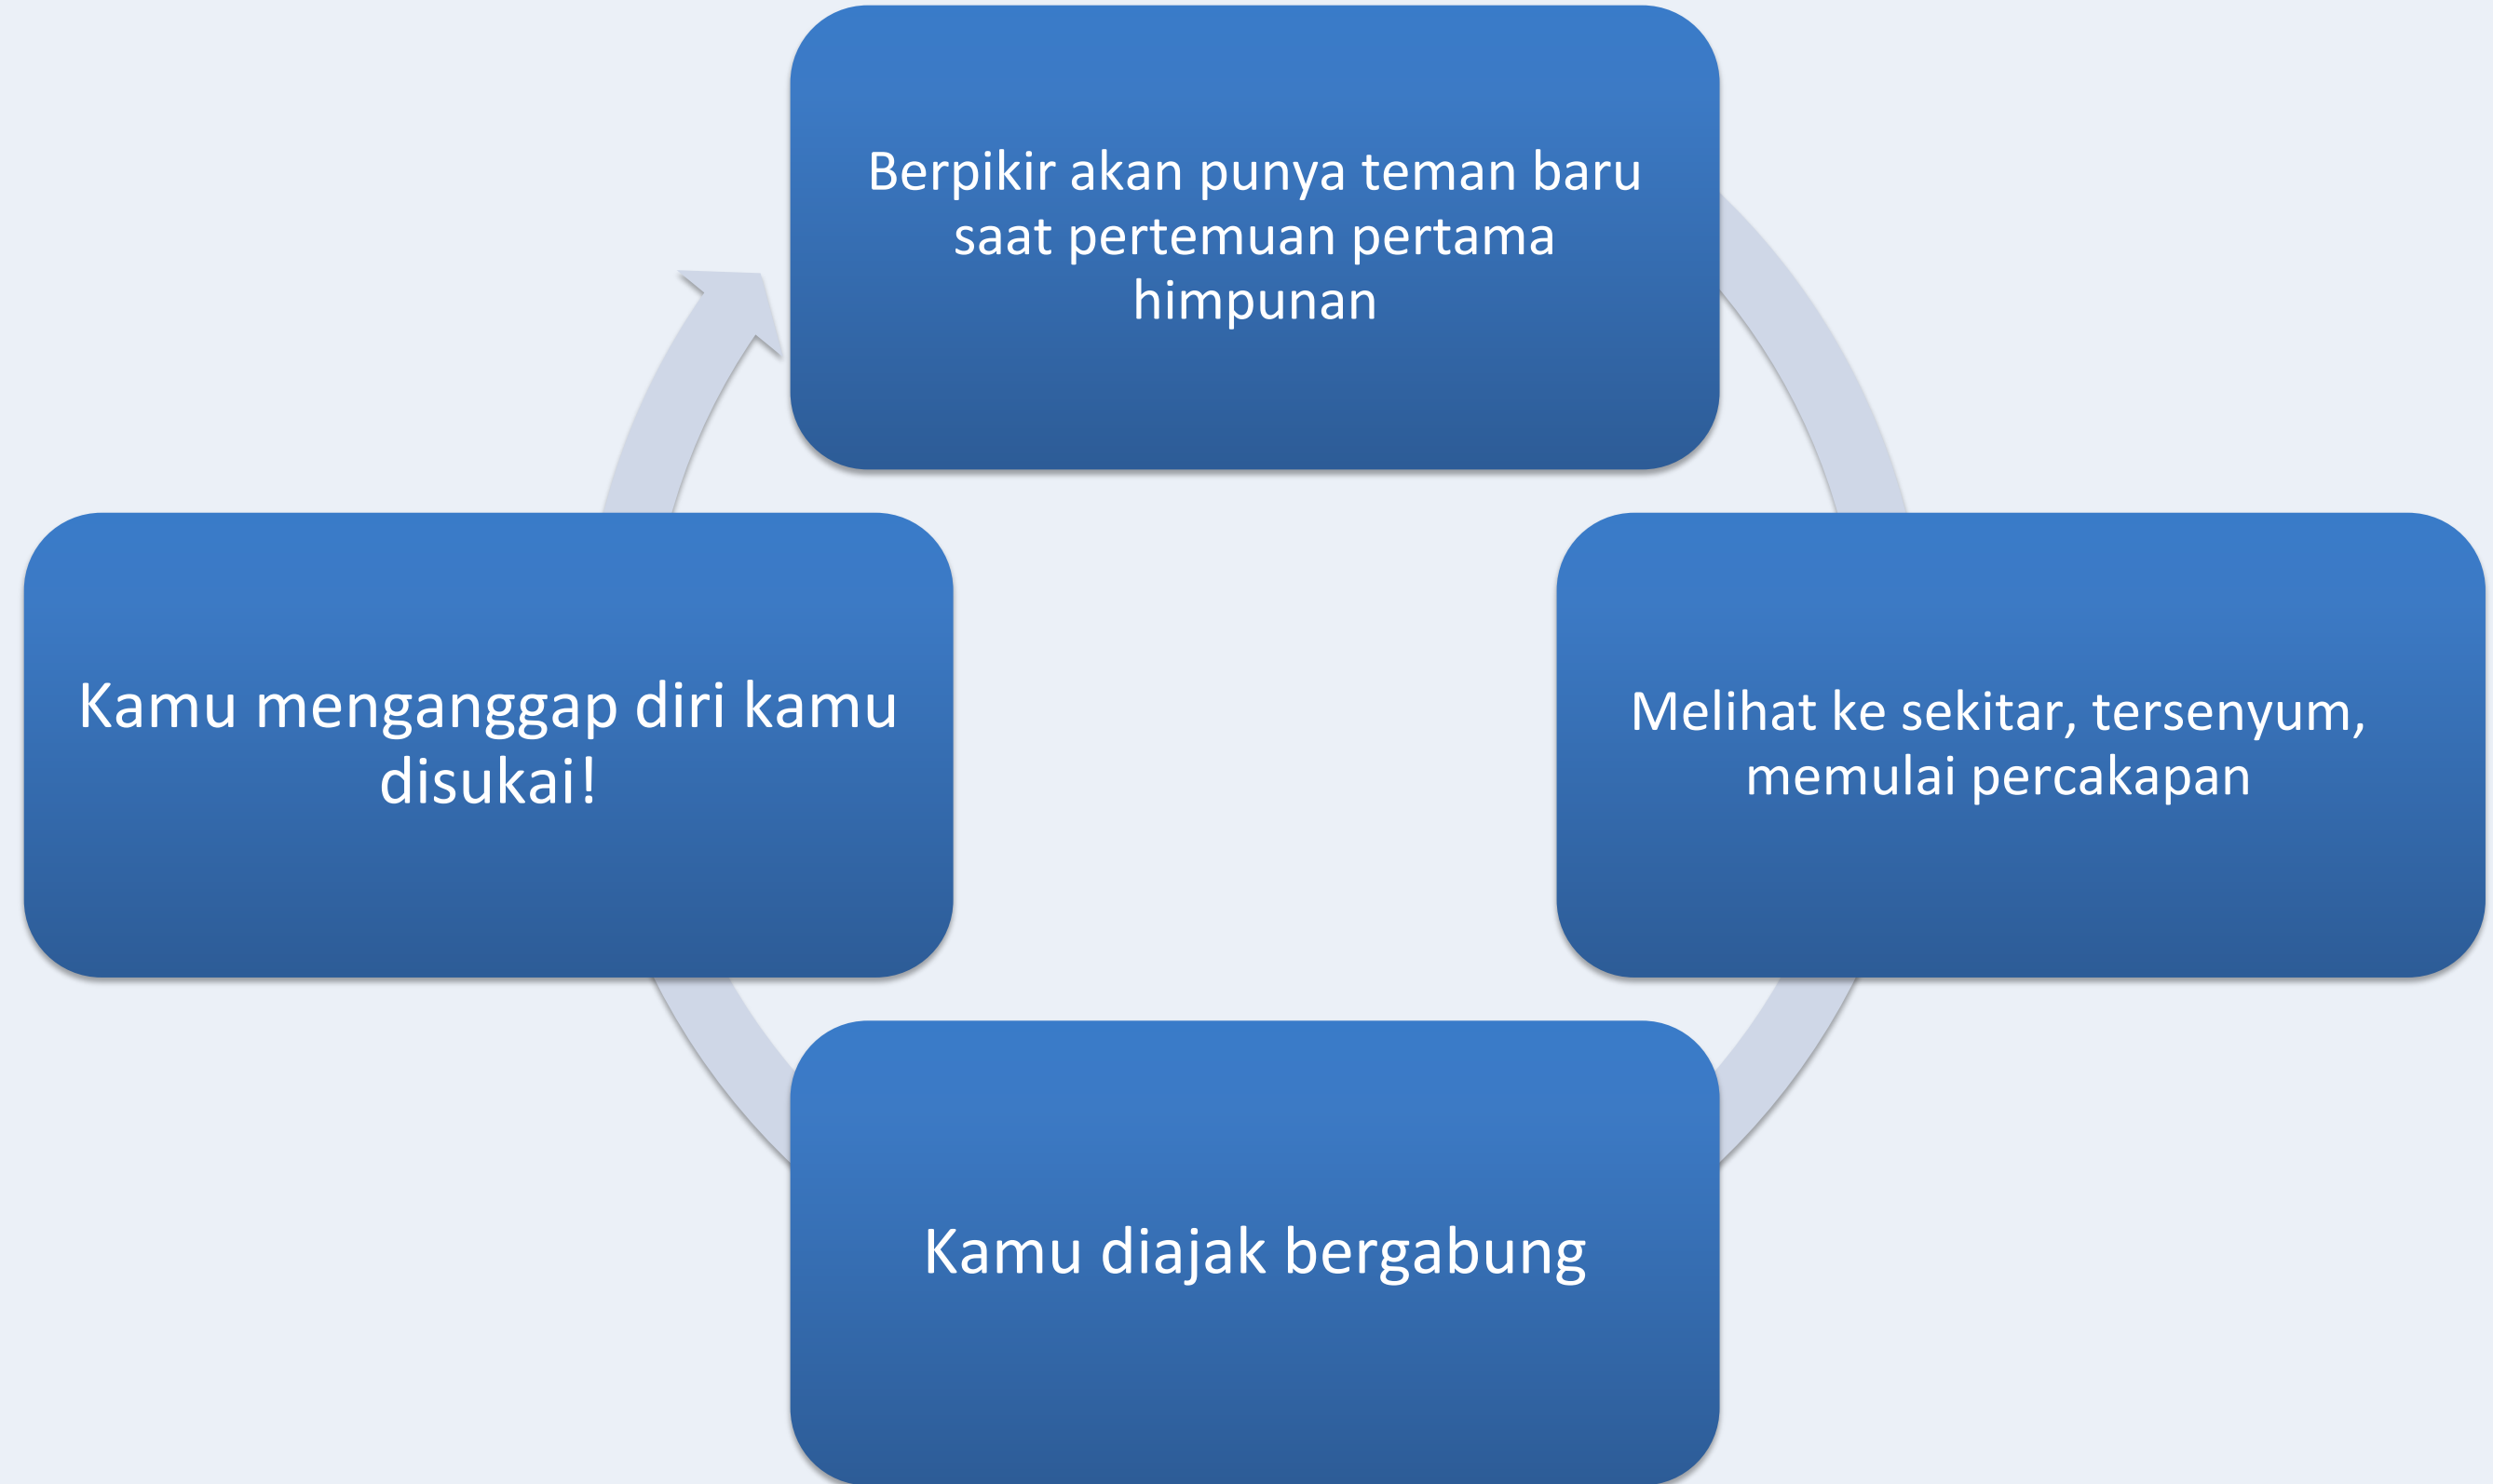 Berpikir akan punya teman baru
saat pertemuan pertama
himpunan
Melihat ke sekitar, tersenyum,
memulai percakapan
Kamu diajak bergabung
Kamu menganggap diri kamu
disukai!